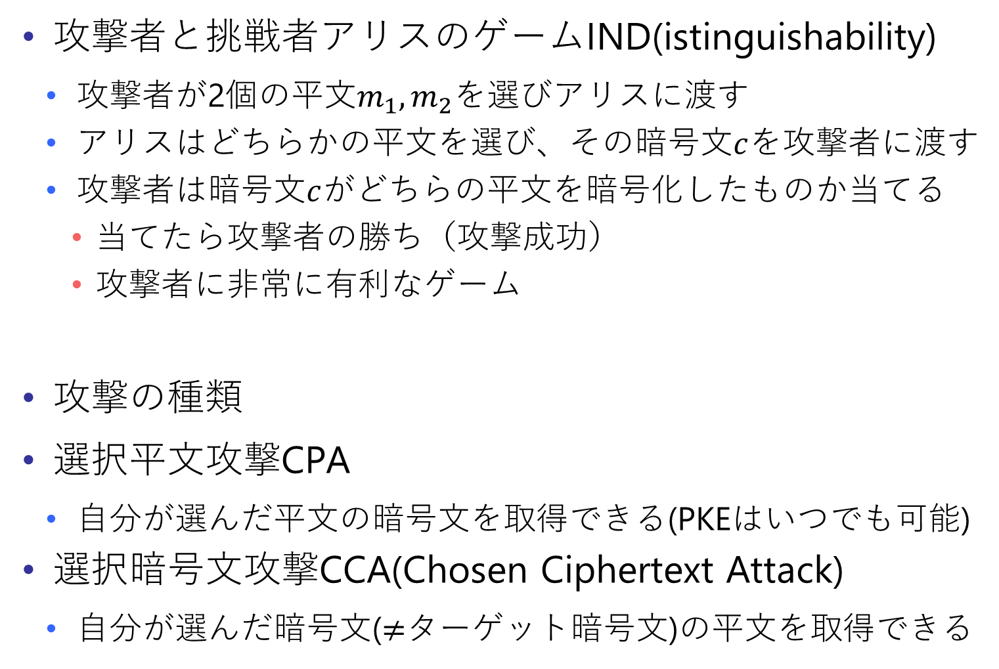 • 攻撃者と挑戦者アリスのゲームIND(istinguishability)
• 攻撃者が2個の平文m₁, m₂を選びアリスに渡す
• アリスはどちらかの平文を選び、その暗号文cを攻撃者に渡す
• 攻撃者は暗号文cがどちらの平文を暗号化したものか当てる
• 当てたら攻撃者の勝ち（攻撃成功）
• 攻撃者に非常に有利なゲーム
• 攻撃の種類
• 選択平文攻撃CPA
• 自分が選んだ平文の暗号文を取得できる(PKEはいつでも可能)
• 選択暗号文攻撃CCA(Chosen Ciphertext Attack)
• 自分が選んだ暗号文(≠ターゲット暗号文)の平文を取得できる